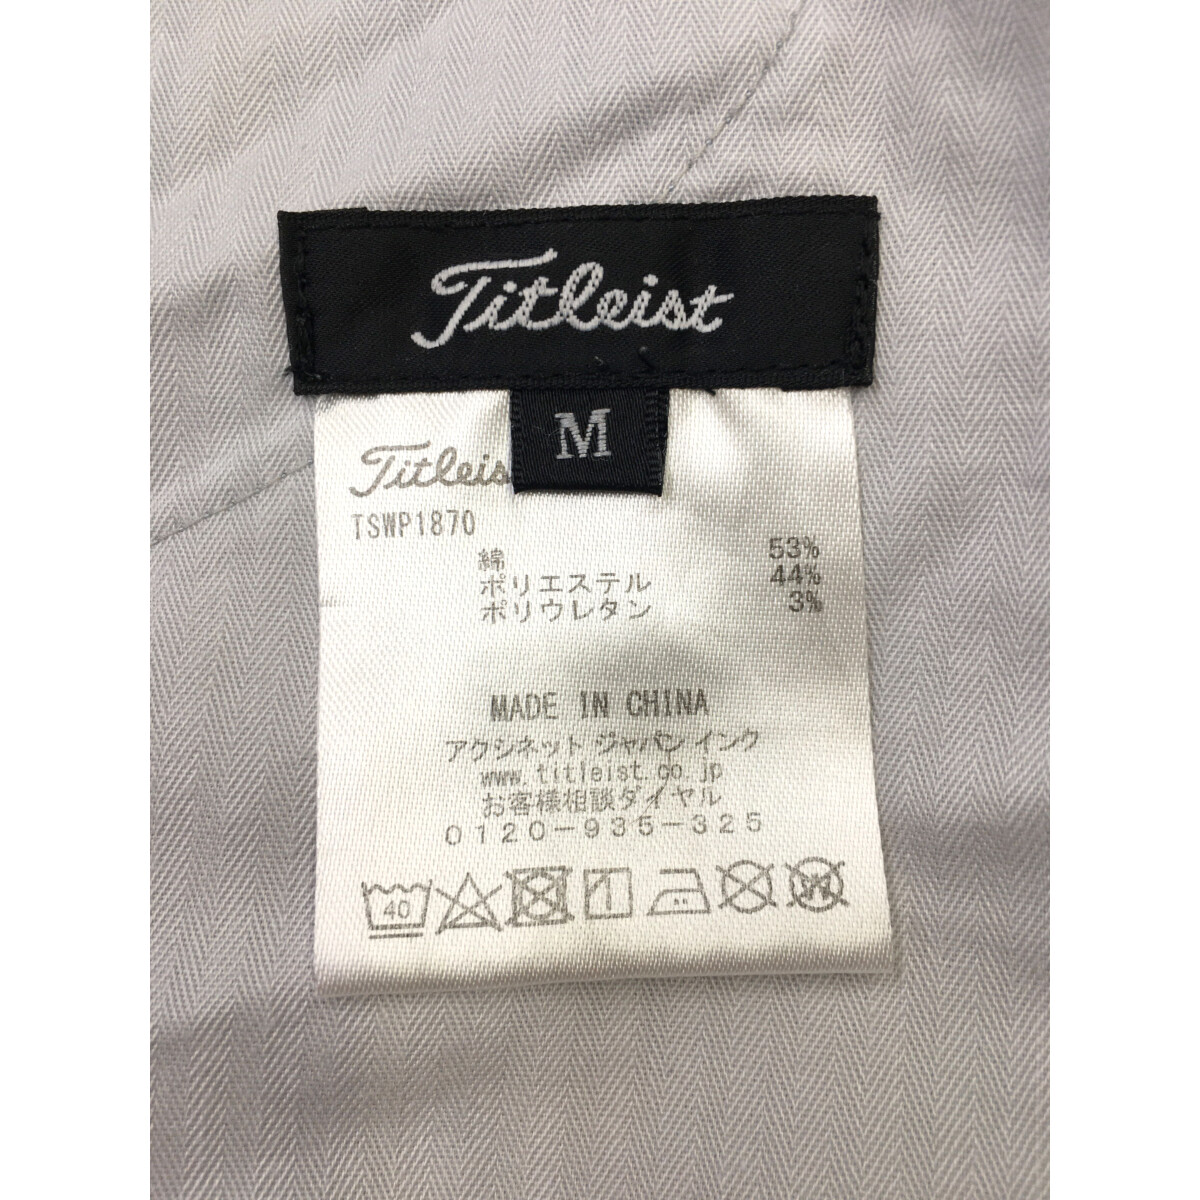 Titleist
M
Titleis
TSWP1870
綿 53%
ポリエステル 44%
ポリウレタン 3%
MADE IN CHINA
アクシネット ジャパン インク
www.titleist.co.jp
お客様相談ダイヤル
0120-935-325
40